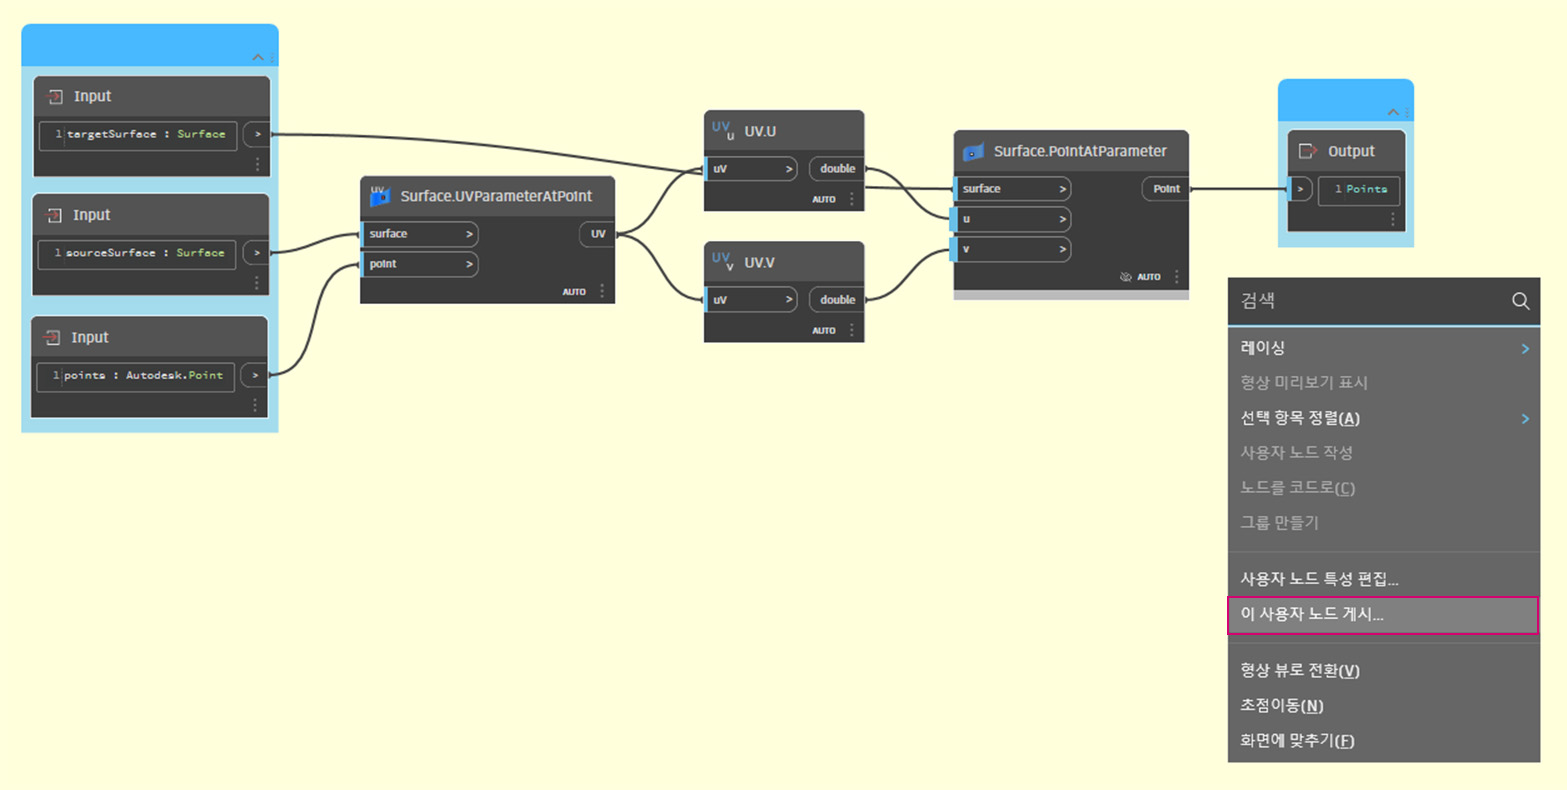 Input
1 targetSurface : Surface >
Input
1 sourceSurface : Surface >
Input
1 points : Autodesk.Point >
UV Surface.UVParameterAtPoint
surface > UV
point >
AUTO
UV u UV.U
uv > double
AUTO
UV v UV.V
uv > double
AUTO
Surface.PointAtParameter
surface > Point
u >
v >
AUTO
Output
> 1 Points
검색
레이싱 >
형상 미리보기 표시
선택 항목 정렬(A) >
사용자 노드 작성
노드를 코드로(C)
그룹 만들기
사용자 노드 특성 편집...
이 사용자 노드 게시...
형상 뷰로 전환(V)
초점이동(N)
화면에 맞추기(F)